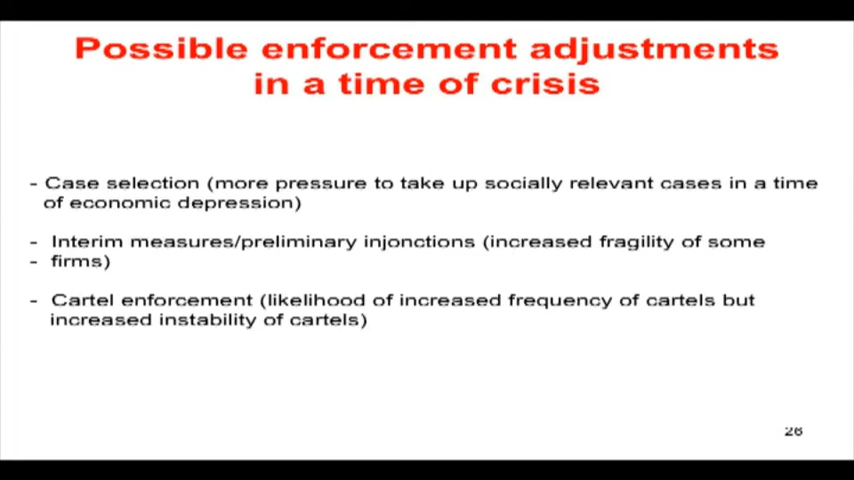 Possible enforcement adjustments
in a time of crisis
- Case selection (more pressure to take up socially relevant cases in a time
of economic depression)
- Interim measures/preliminary injonctions (increased fragility of some
- firms)
- Cartel enforcement (likelihood of increased frequency of cartels but
increased instability of cartels)
26